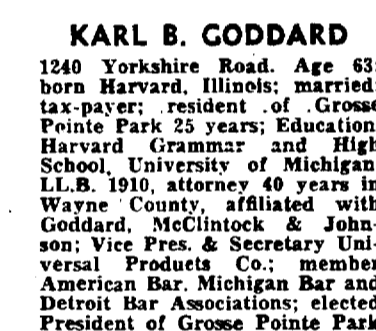 KARL B. GODDARD
1240 Yorkshire Road. Age 63;
born Harvard, Illinois; married;
tax-payer; resident of Grosse
Pointe Park 25 years; Education
Harvard Grammar and High
School, University of Michigan
LL.B. 1910, attorney 40 years in
Wayne County, affiliated with
Goddard, McClintock & John-
son; Vice Pres. & Secretary Uni-
versal Products Co.; member
American Bar. Michigan Bar and
Detroit Bar Associations; elected
President of Grosse Pointe Park